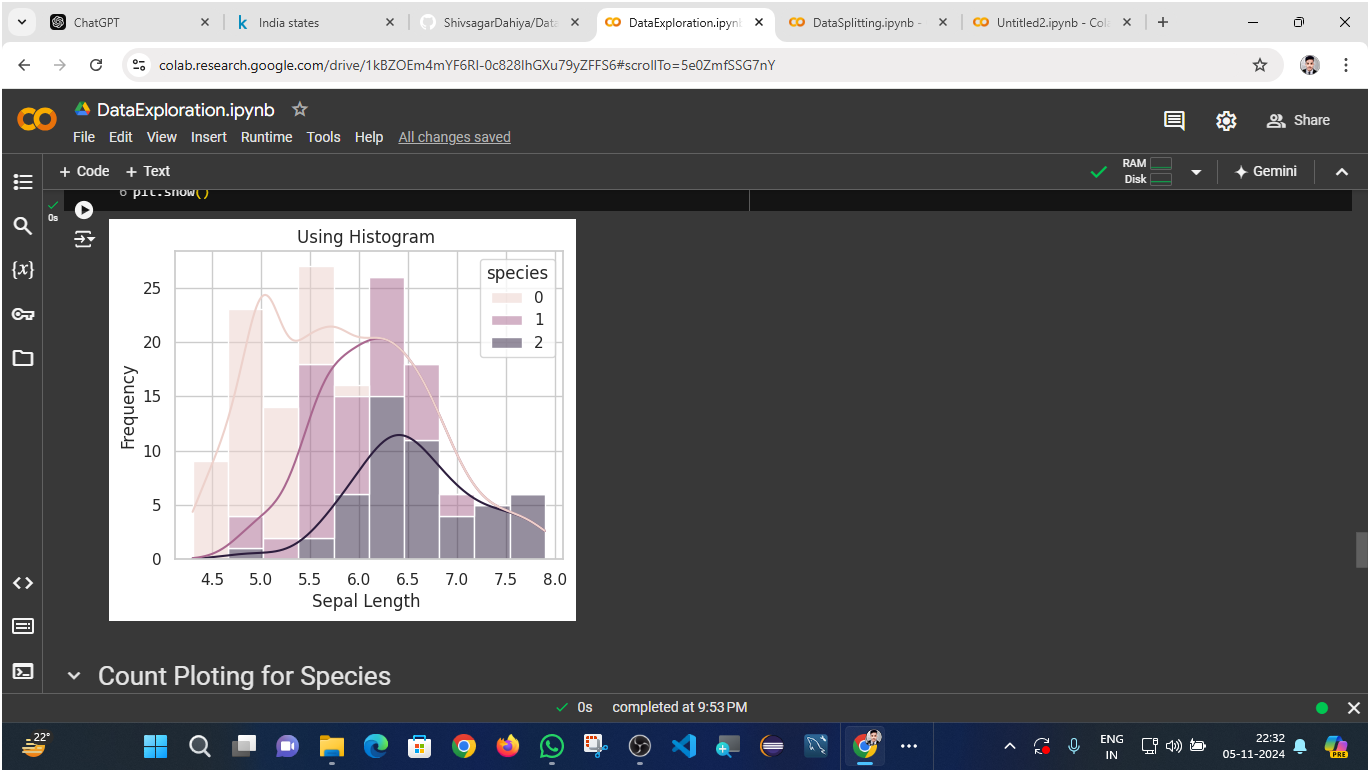 ChatGPT
India states
ShivsagarDahiya/Data
DataExploration.ipynb
DataSplitting.ipynb -
Untitled2.ipynb - Cola
colab.research.google.com/drive/1kBZOEm4mYF6RI-0c828IhGXu79yZFFS6#scrollTo=5e0ZmfSSG7nY
DataExploration.ipynb
File Edit View Insert Runtime Tools Help All changes saved
Share
+ Code + Text
RAM
Disk
Gemini
6 plt.show()
0s
Using Histogram
species
0
1
2
Frequency
25
20
15
10
5
0
4.5 5.0 5.5 6.0 6.5 7.0 7.5 8.0
Sepal Length
Count Ploting for Species
0s completed at 9:53 PM
22°
ENG
IN
22:32
05-11-2024
PRE